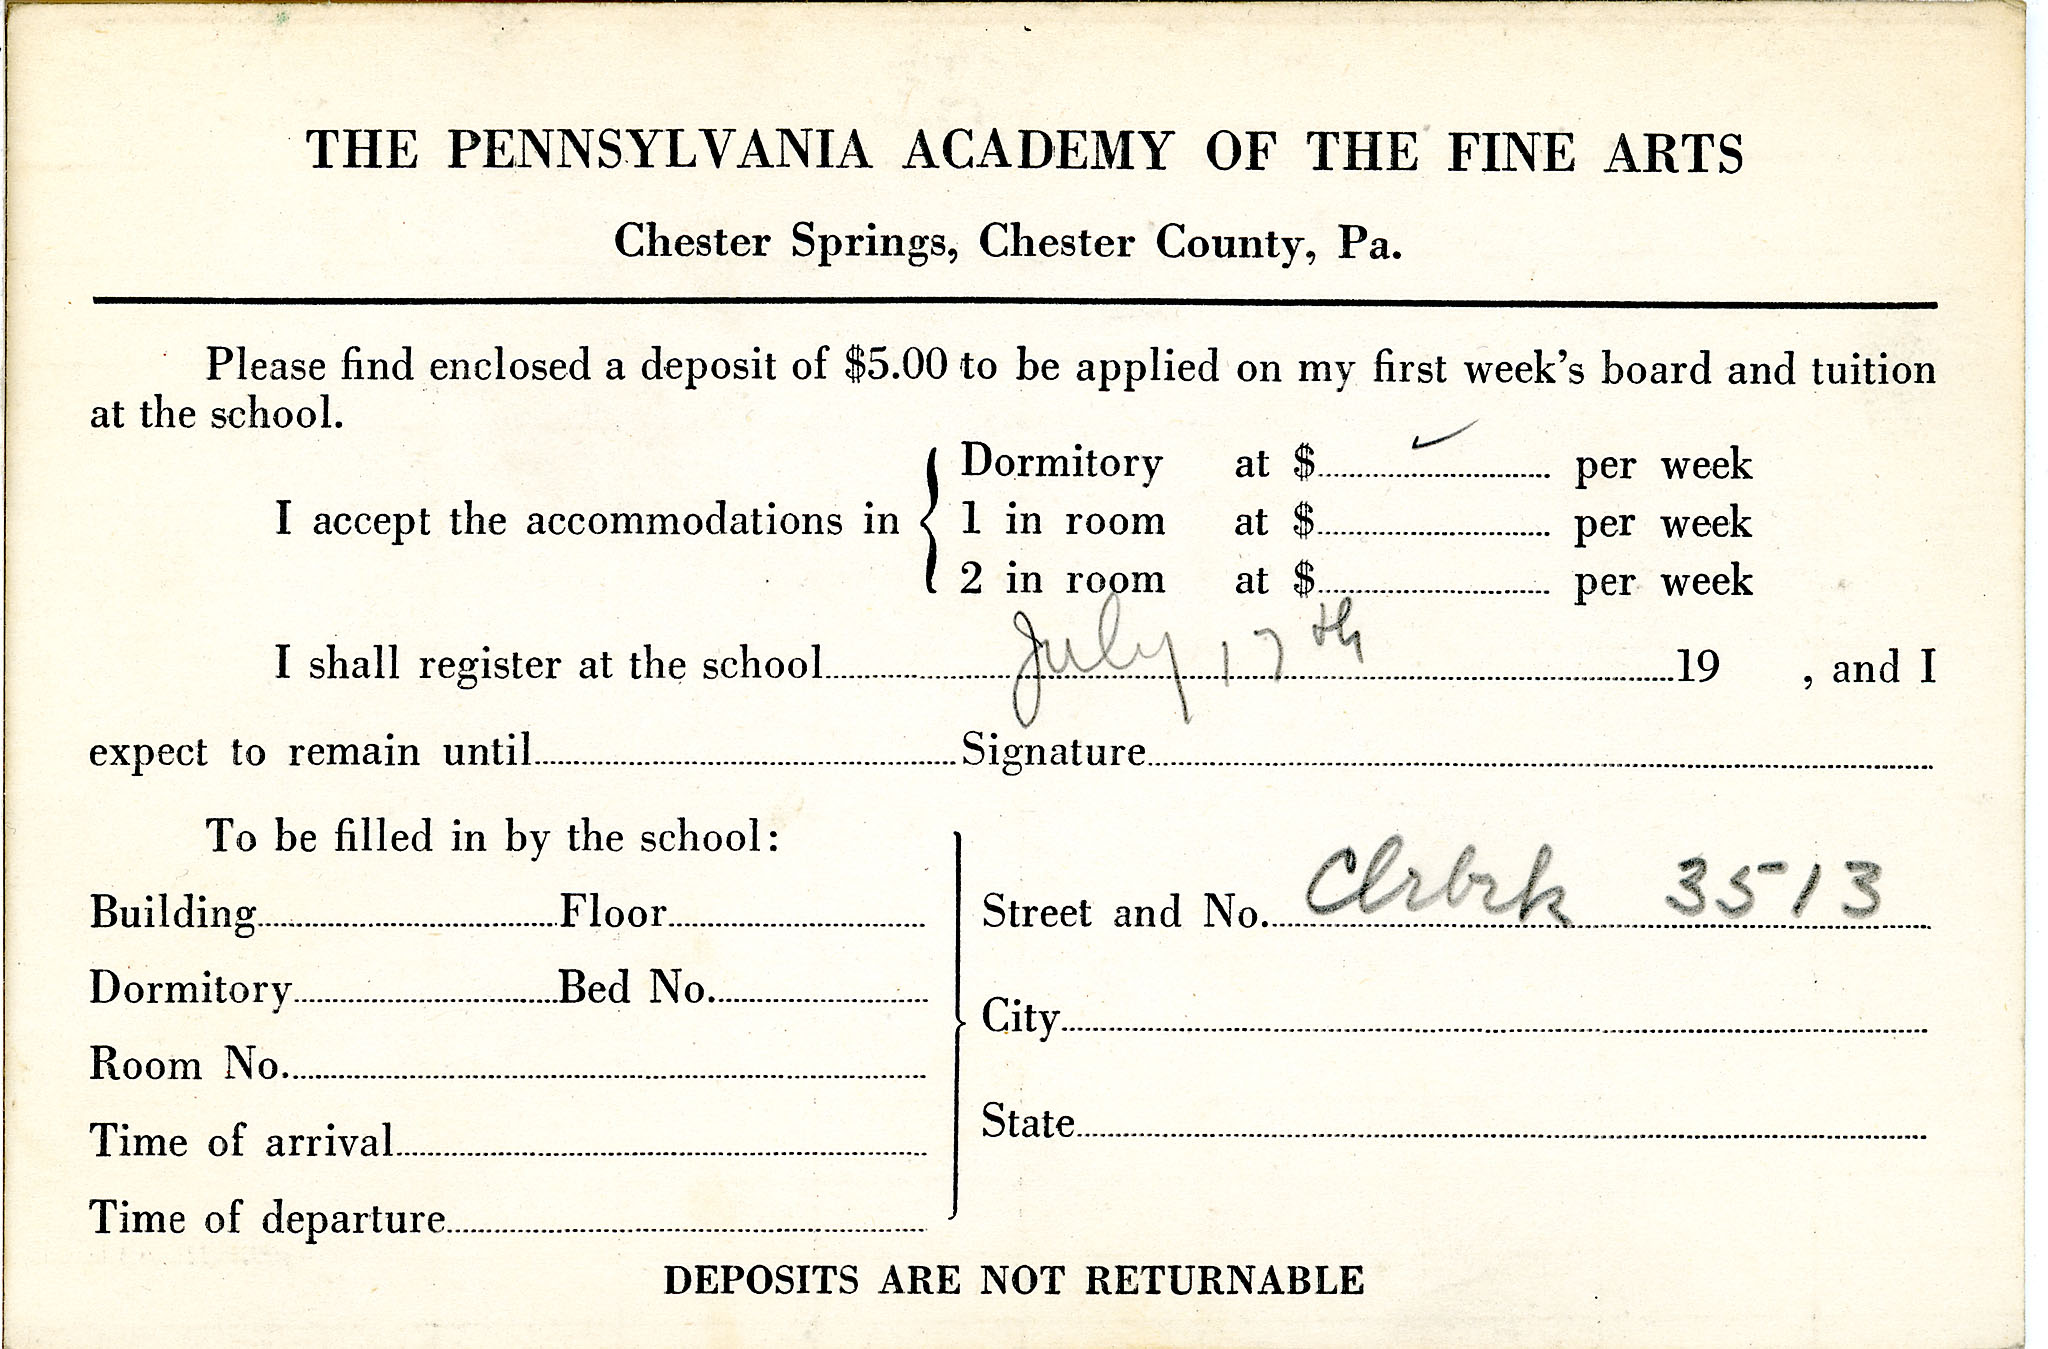 THE PENNSYLVANIA ACADEMY OF THE FINE ARTS
Chester Springs, Chester County, Pa.
Please find enclosed a deposit of $5.00 to be applied on my first week's board and tuition
at the school.
Dormitory at $ ✓ per week
I accept the accommodations in { 1 in room at $ per week
2 in room at $ per week
I shall register at the school July 17th 19 , and I
expect to remain until Signature
To be filled in by the school:
Building Floor
Dormitory Bed No.
Room No.
Time of arrival
Time of departure
Street and No. Clrbrk 3513
City
State
DEPOSITS ARE NOT RETURNABLE